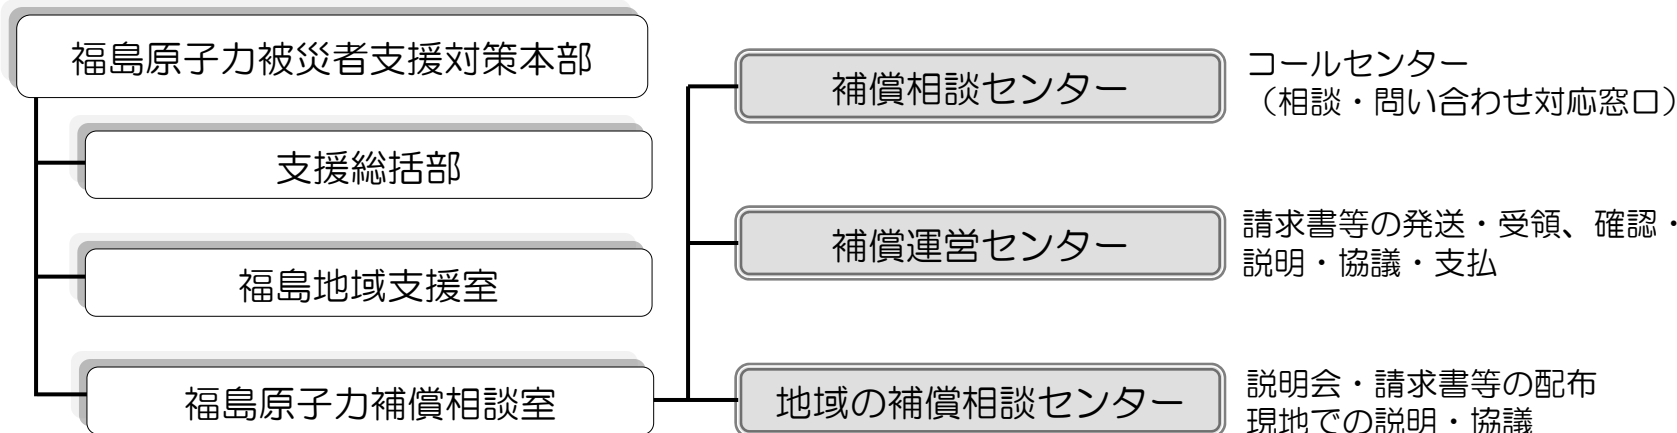 福島原子力被災者支援対策本部
支援総括部
福島地域支援室
福島原子力補償相談室
補償相談センター
コールセンター
（相談・問い合わせ対応窓口）
補償運営センター
請求書等の発送・受領、確認・
説明・協議・支払
地域の補償相談センター
説明会・請求書等の配布
現地での説明・協議